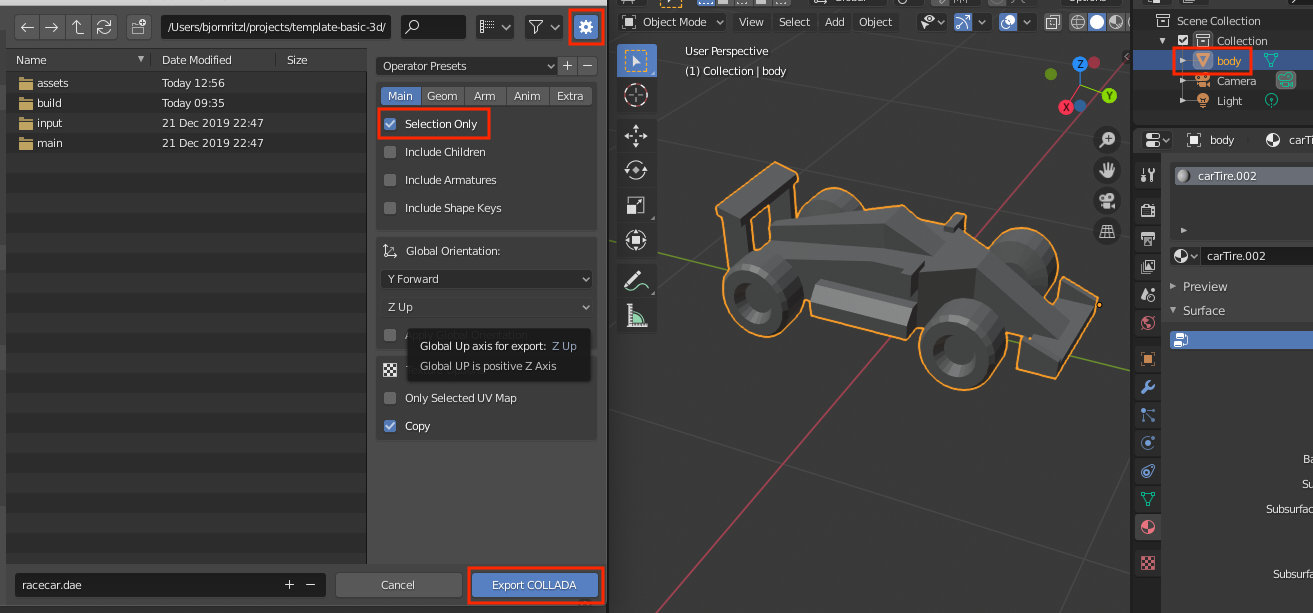 /Users/bjornritzl/projects/template-basic-3d/
Name
Date Modified
Size
assets
Today 12:56
build
Today 09:35
input
21 Dec 2019 22:47
main
21 Dec 2019 22:47
Operator Presets
Main
Geom
Arm
Anim
Extra
Selection Only
Include Children
Include Armatures
Include Shape Keys
Global Orientation:
Y Forward
Z Up
Global Up axis for export: Z Up
Global UP is positive Z Axis
Only Selected UV Map
Copy
racecar.dae
Cancel
Export COLLADA
Object Mode
View
Select
Add
Object
User Perspective
(1) Collection | body
Z
Y
X
Scene Collection
Collection
body
Camera
Light
body
carTi
carTire.002
carTire.002
Preview
Surface
Ba
Su
Subsurfac
Subsurfa